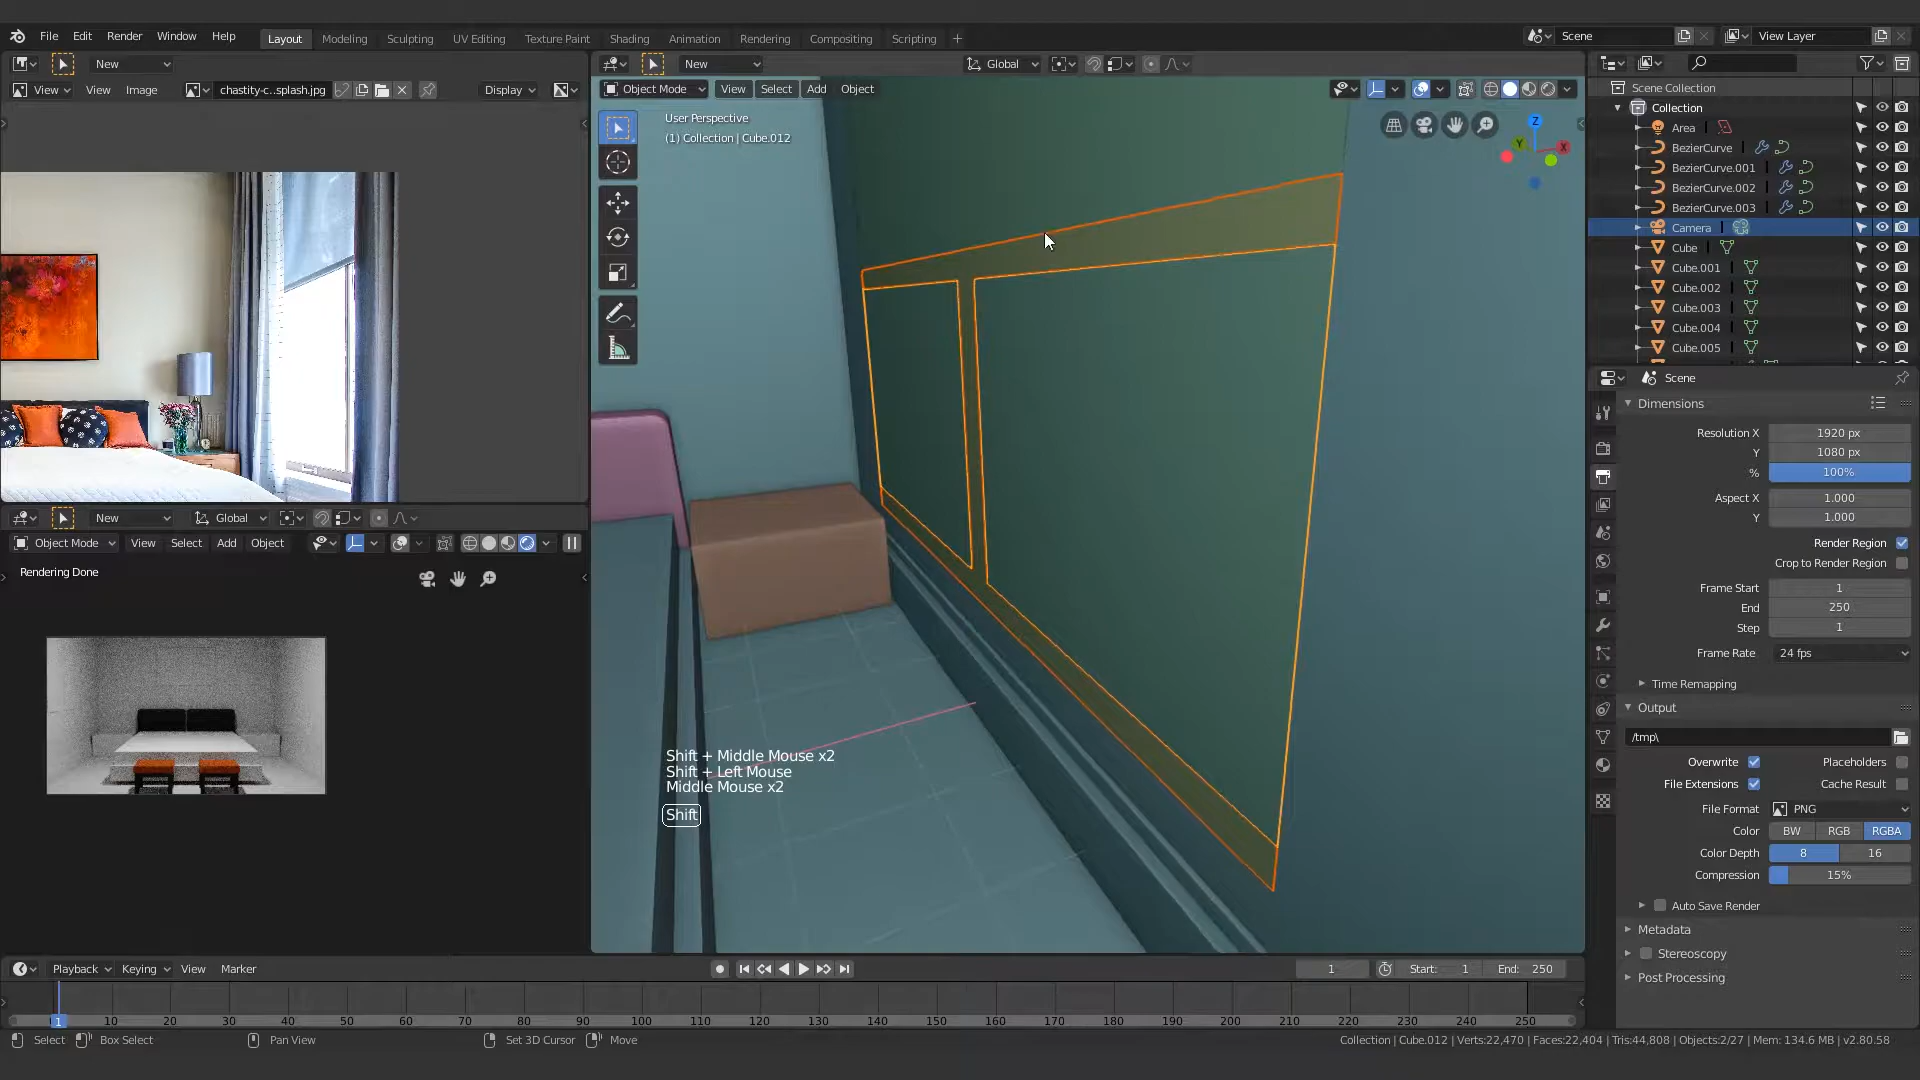 File Edit Render Window Help Layout Modeling Sculpting UV Editing Texture Paint Shading Animation Rendering Compositing Scripting + Scene View Layer
New New Global
View View Image chastity-c..splash.jpg Display Object Mode View Select Add Object
User Perspective
(1) Collection | Cube.012
Z
Y
X
Scene Collection
Collection
Area
BezierCurve
BezierCurve.001
BezierCurve.002
BezierCurve.003
Camera
Cube
Cube.001
Cube.002
Cube.003
Cube.004
Cube.005
Scene
Dimensions
Resolution X 1920 px
Y 1080 px
% 100%
Aspect X 1.000
Y 1.000
Render Region
Crop to Render Region
Frame Start 1
End 250
Step 1
Frame Rate 24 fps
Time Remapping
Output
/tmp\
Overwrite Placeholders
File Extensions Cache Result
File Format PNG
Color BW RGB RGBA
Color Depth 8 16
Compression 15%
Auto Save Render
Metadata
Stereoscopy
Post Processing
New Global
Object Mode View Select Add Object
Rendering Done
Shift + Middle Mouse x2
Shift + Left Mouse
Middle Mouse x2
Shift
Playback Keying View Marker 1 Start: 1 End: 250
1 10 20 30 40 50 60 70 80 90 100 110 120 130 140 150 160 170 180 190 200 210 220 230 240 250
Select Box Select Pan View Set 3D Cursor Move Collection | Cube.012 | Verts:22,470 | Faces:22,404 | Tris:44,808 | Objects:2/27 | Mem: 134.6 MB | v2.80.58